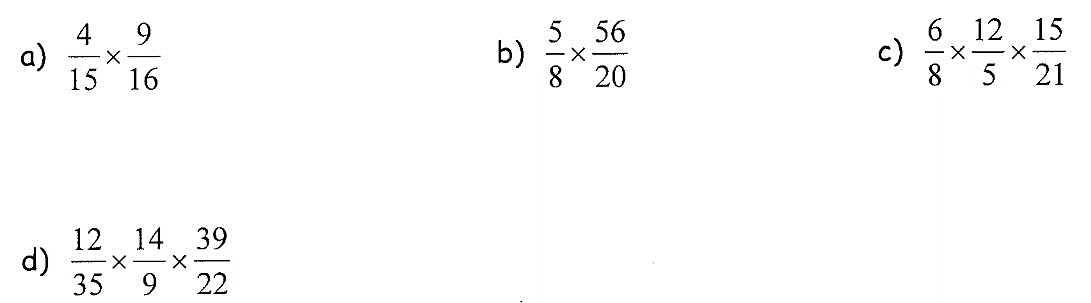 a) 4/15 × 9/16 b) 5/8 × 56/20 c) 6/8 × 12/5 × 15/21
d) 12/35 × 14/9 × 39/22